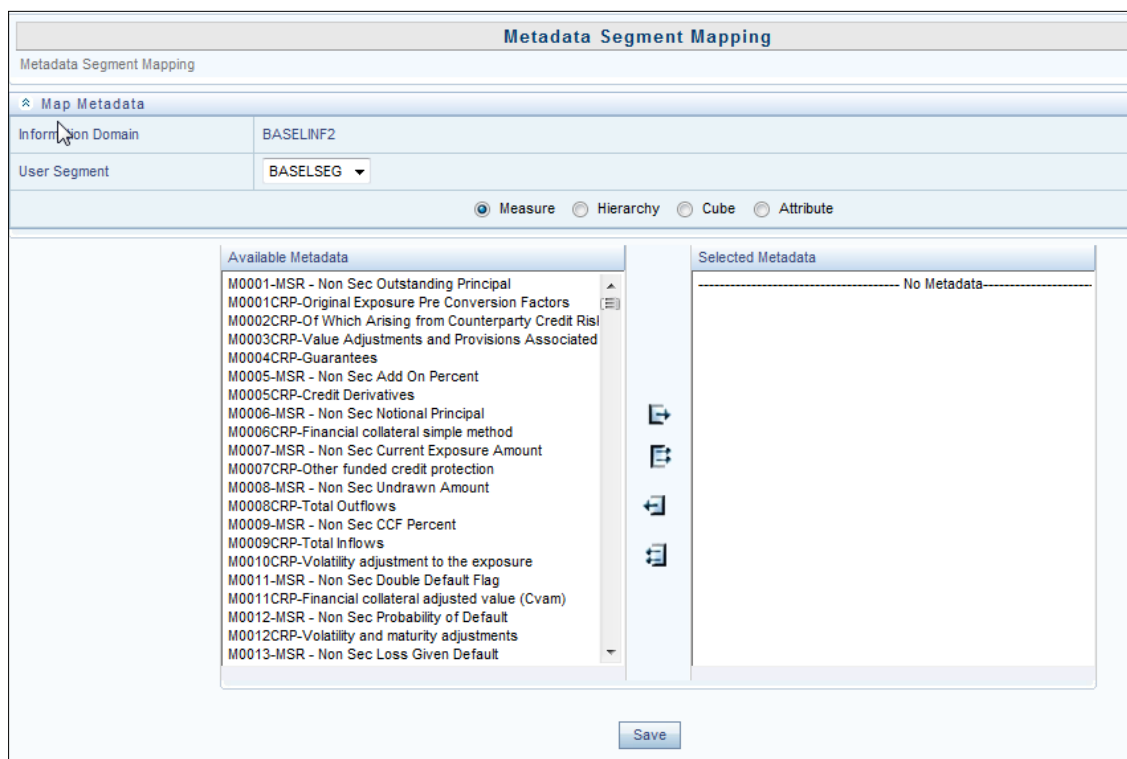 Metadata Segment Mapping
Metadata Segment Mapping
Map Metadata
Information Domain BASELINF2
User Segment BASELSEG
Measure Hierarchy Cube Attribute
Available Metadata
M0001-MSR - Non Sec Outstanding Principal
M0001CRP-Original Exposure Pre Conversion Factors
M0002CRP-Of Which Arising from Counterparty Credit Risl
M0003CRP-Value Adjustments and Provisions Associated
M0004CRP-Guarantees
M0005-MSR - Non Sec Add On Percent
M0005CRP-Credit Derivatives
M0006-MSR - Non Sec Notional Principal
M0006CRP-Financial collateral simple method
M0007-MSR - Non Sec Current Exposure Amount
M0007CRP-Other funded credit protection
M0008-MSR - Non Sec Undrawn Amount
M0008CRP-Total Outflows
M0009-MSR - Non Sec CCF Percent
M0009CRP-Total Inflows
M0010CRP-Volatility adjustment to the exposure
M0011-MSR - Non Sec Double Default Flag
M0011CRP-Financial collateral adjusted value (Cvam)
M0012-MSR - Non Sec Probability of Default
M0012CRP-Volatility and maturity adjustments
M0013-MSR - Non Sec Loss Given Default
Selected Metadata
--------------------------------------- No Metadata---------------------
Save